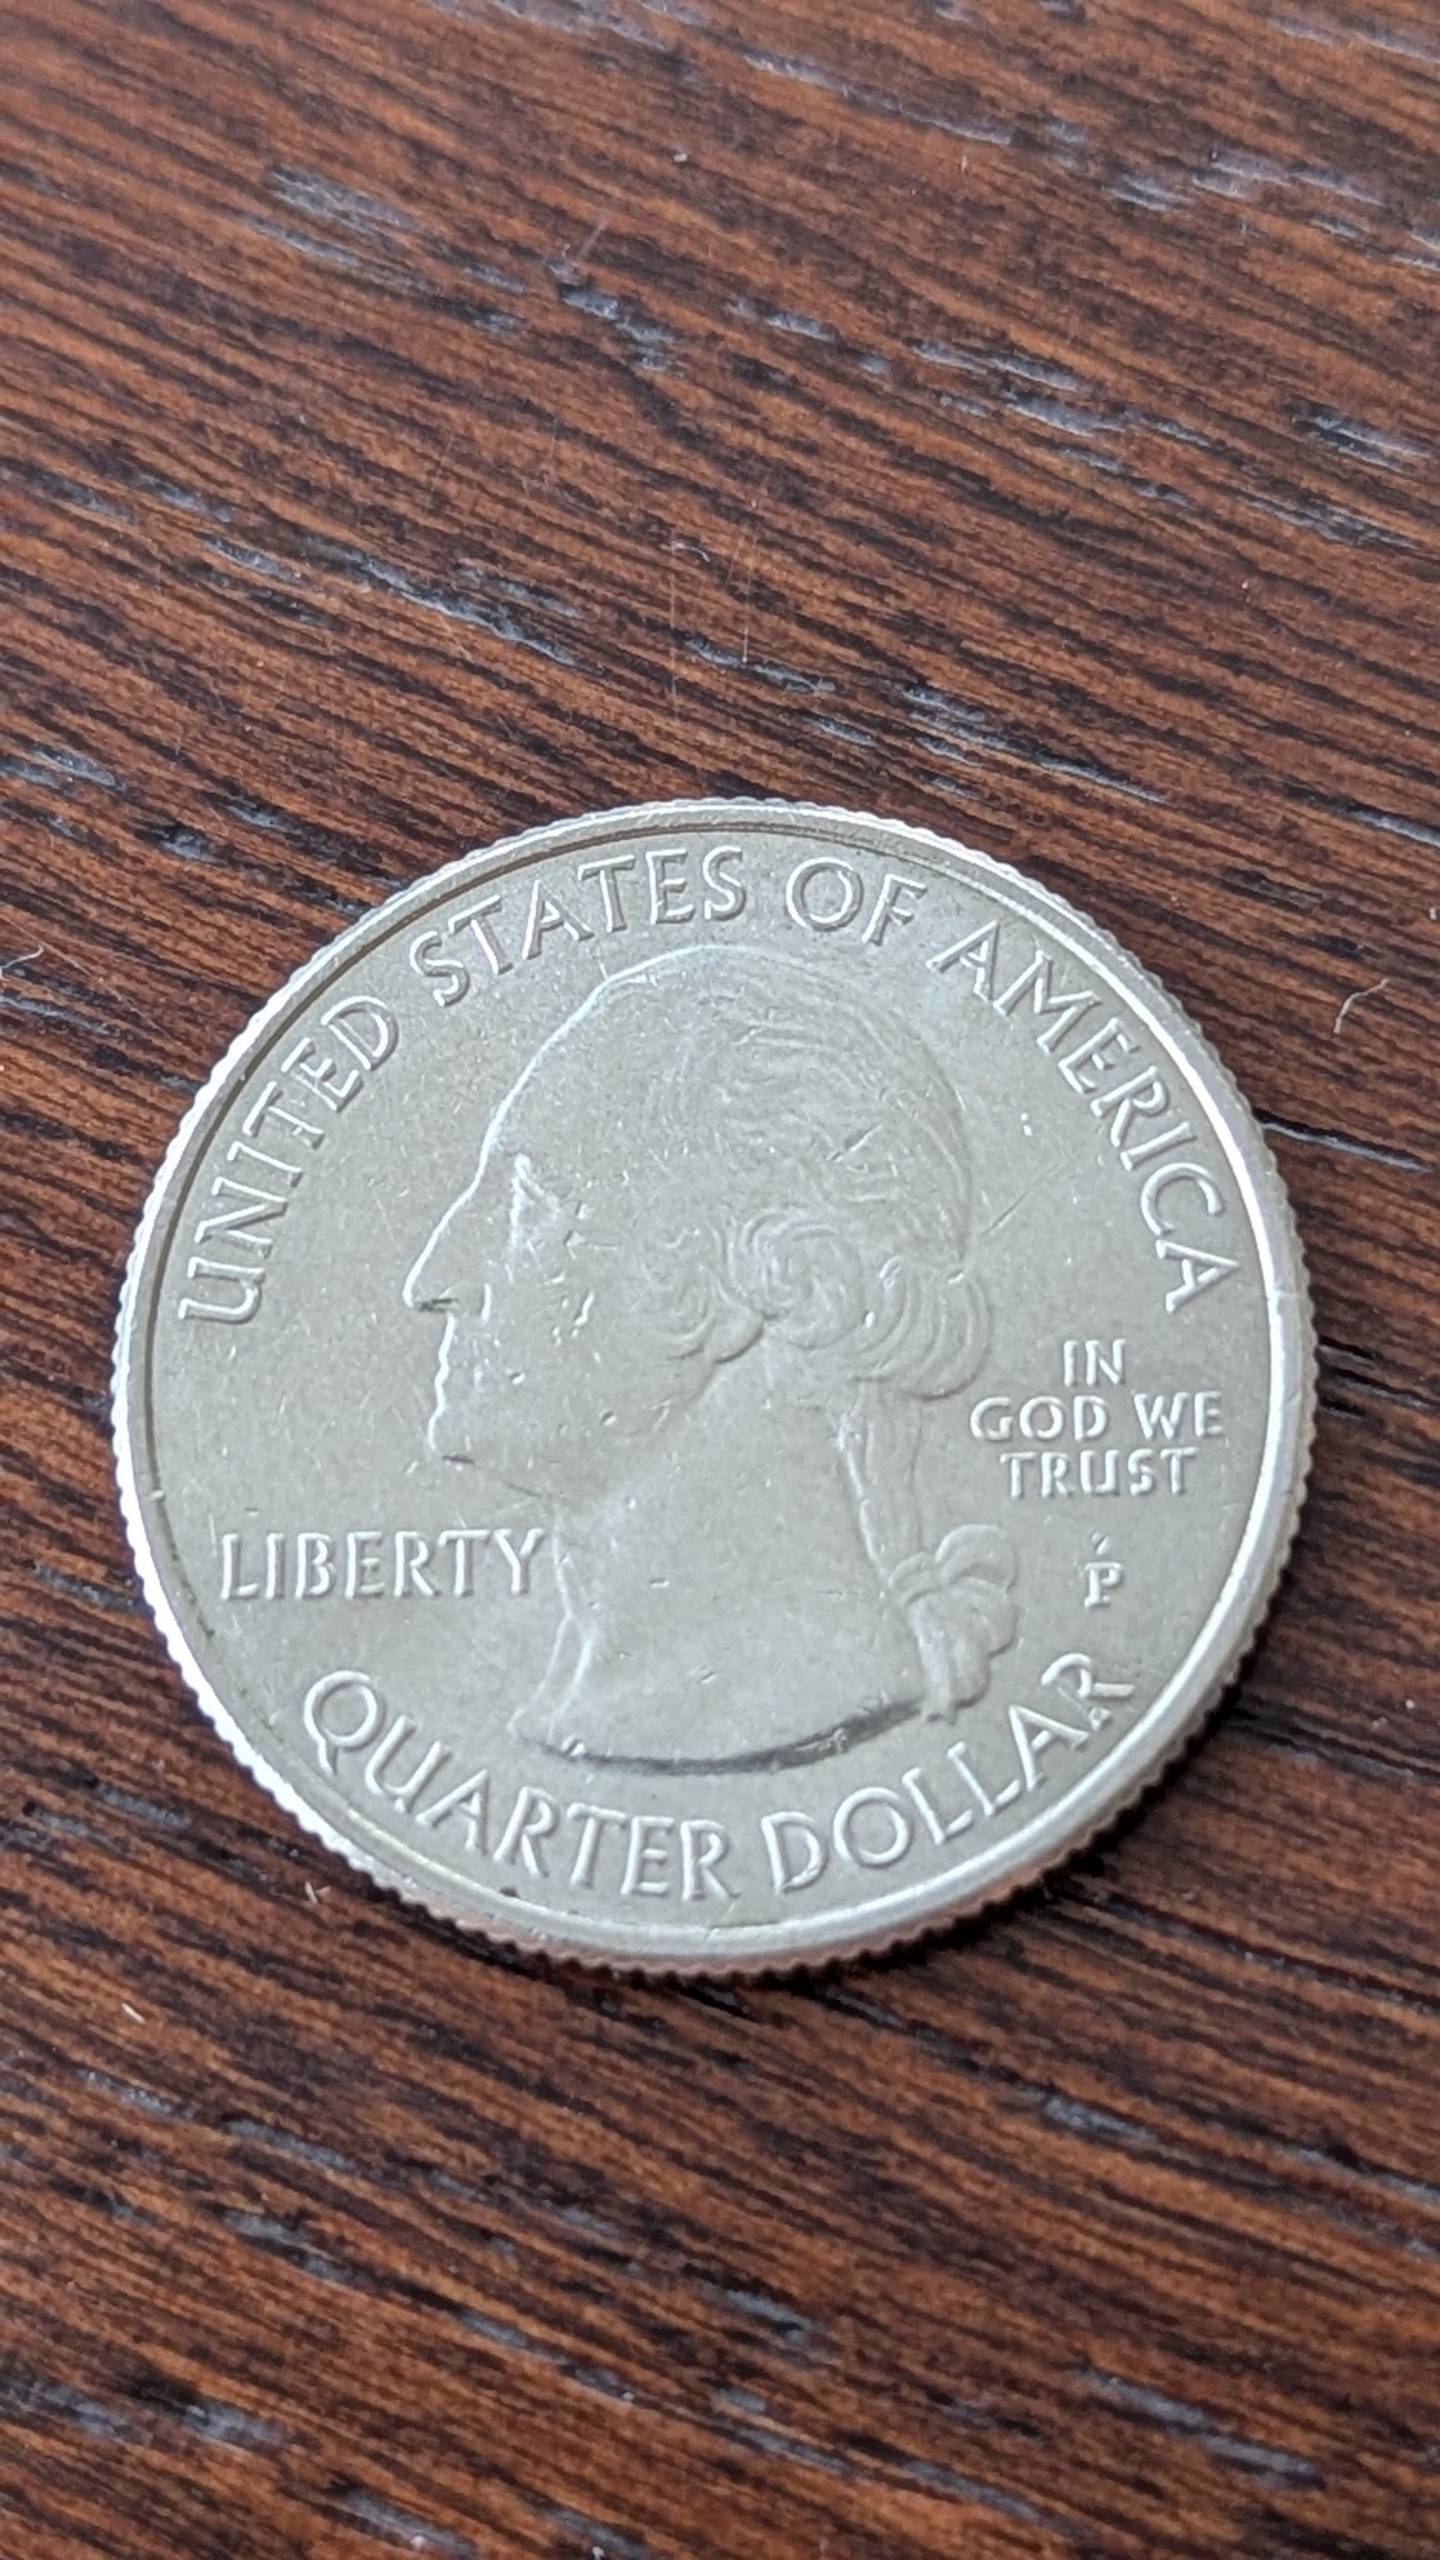 UNITED STATES OF AMERICA
IN
GOD WE
TRUST
LIBERTY
P
QUARTER DOLLAR